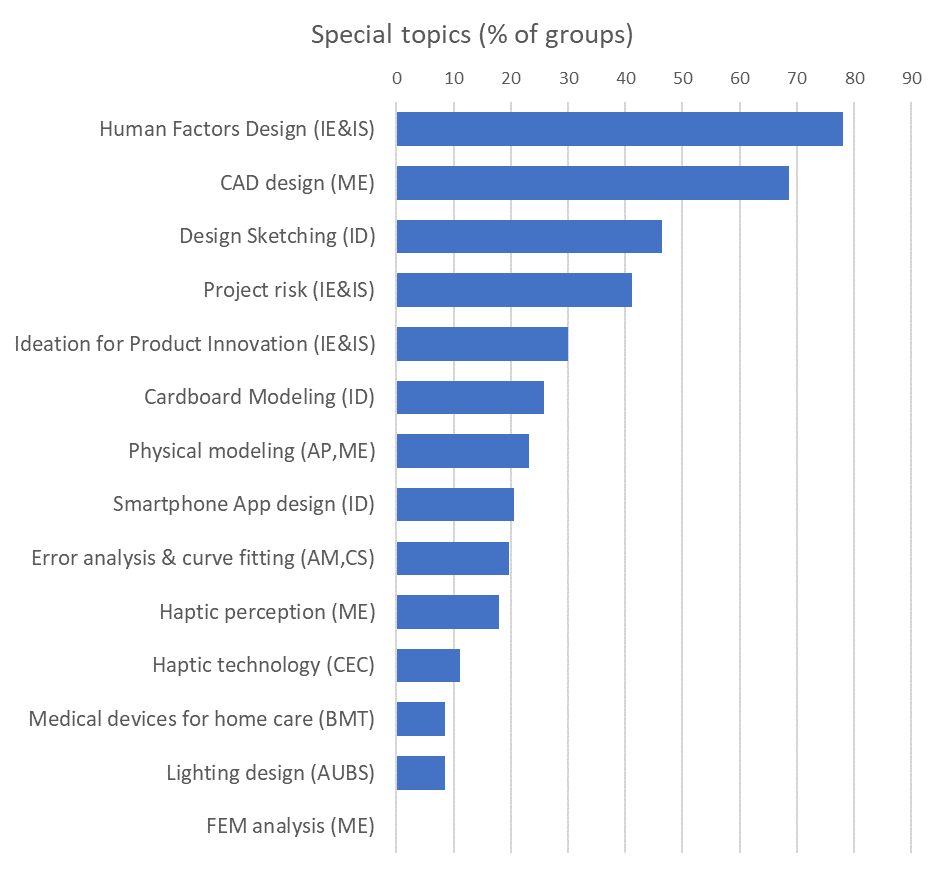 Special topics (% of groups)
0 10 20 30 40 50 60 70 80 90
Human Factors Design (IE&IS)
CAD design (ME)
Design Sketching (ID)
Project risk (IE&IS)
Ideation for Product Innovation (IE&IS)
Cardboard Modeling (ID)
Physical modeling (AP,ME)
Smartphone App design (ID)
Error analysis & curve fitting (AM,CS)
Haptic perception (ME)
Haptic technology (CEC)
Medical devices for home care (BMT)
Lighting design (AUBS)
FEM analysis (ME)